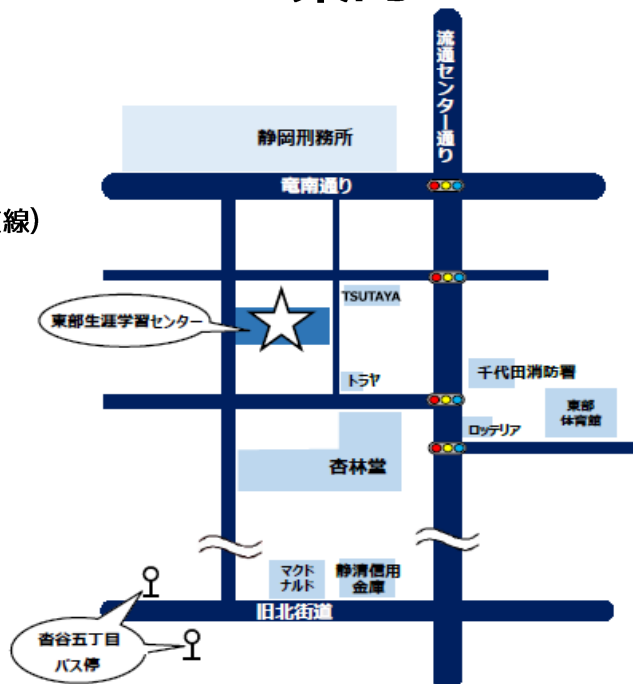 流通センター通り
静岡刑務所
竜南通り
線)
TSUTAYA
東部生涯学習センター
トラヤ
千代田消防署
東部
体育館
ロッテリア
杏林堂
マクド
ナルド
静清信用
金庫
旧北街道
沓谷五丁目
バス停